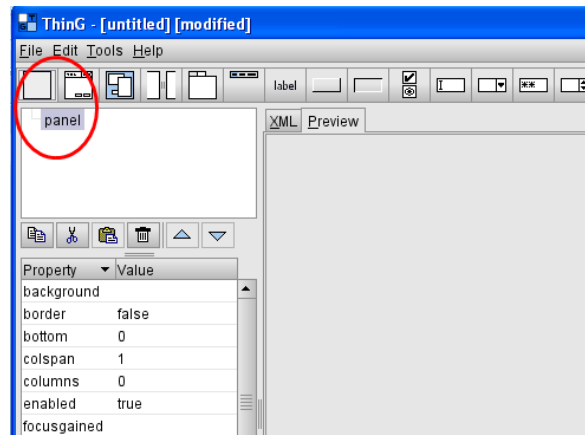 ThinG - [untitled] [modified]
File Edit Tools Help
label
panel
XML Preview
Property Value
background
border false
bottom 0
colspan 1
columns 0
enabled true
focusgained